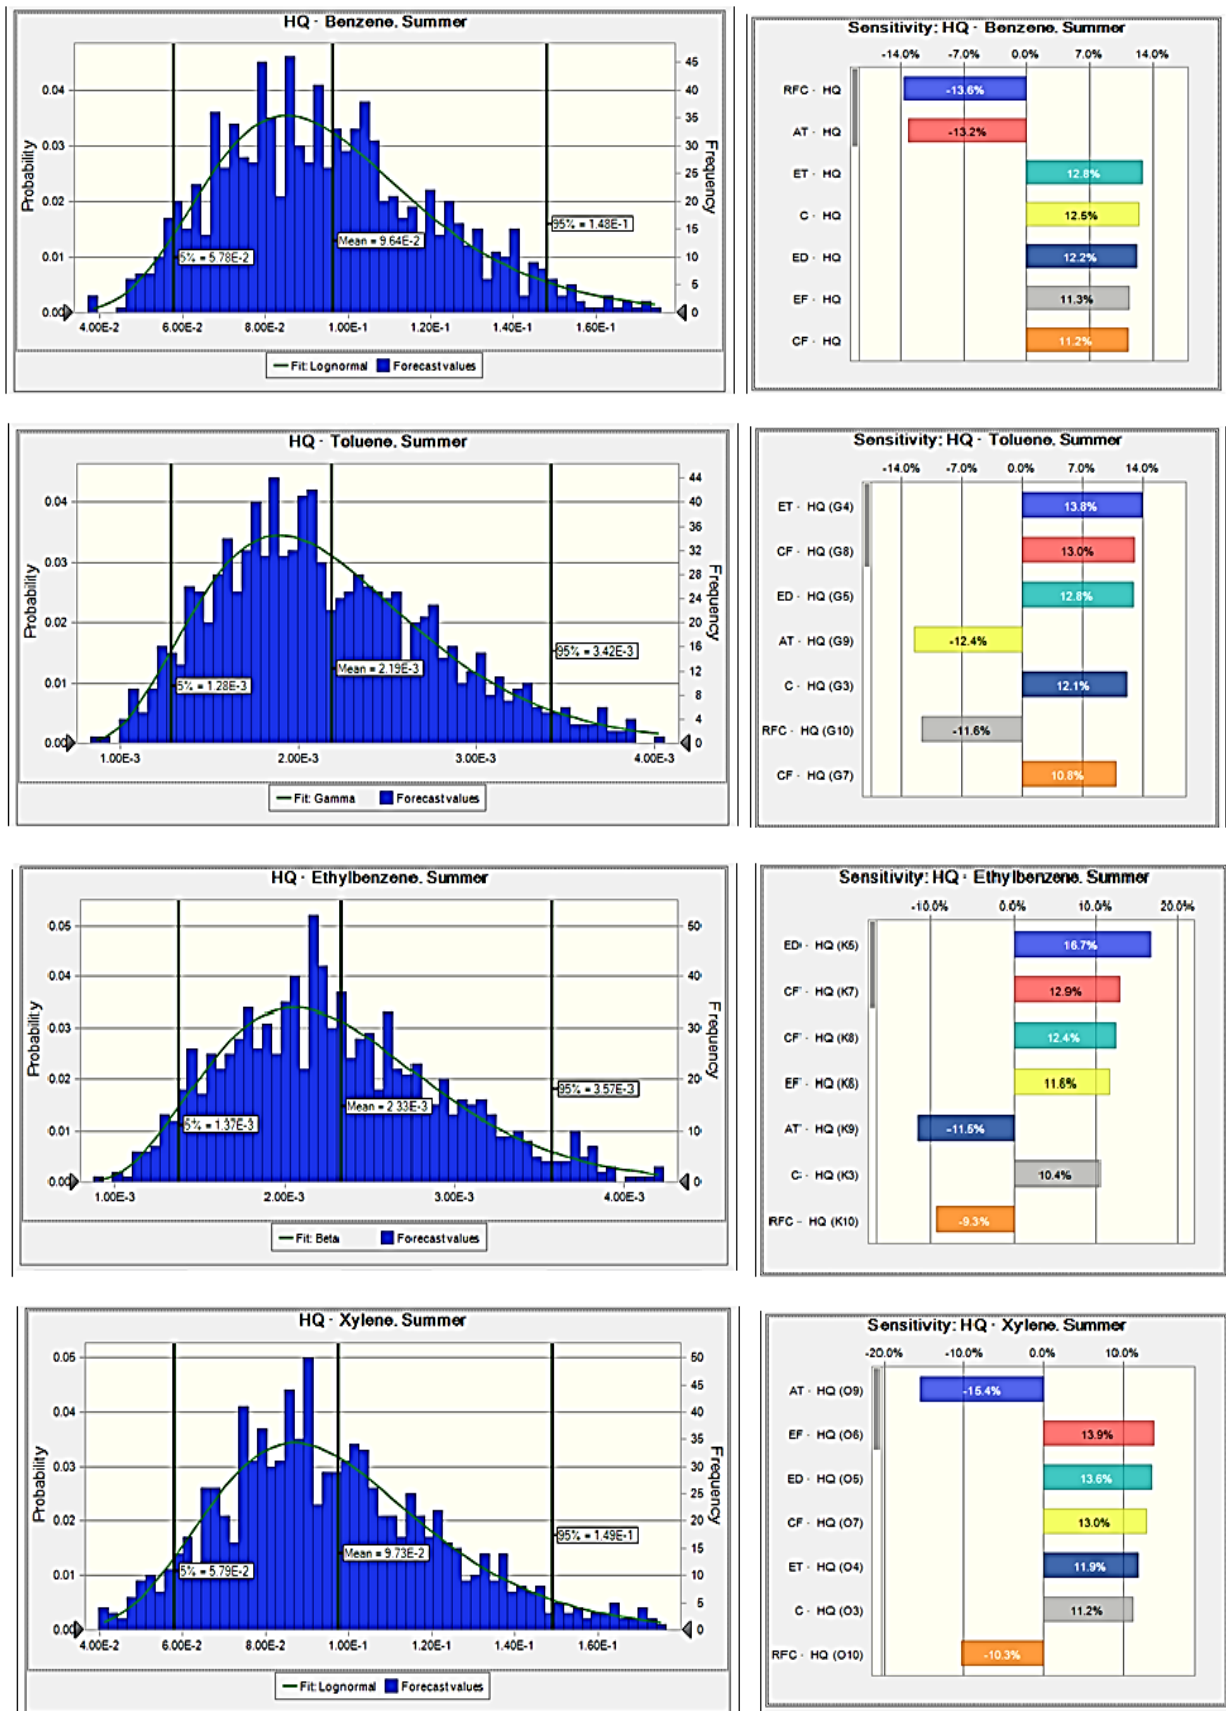 HQ - Benzene. Summer
Probability
Frequency
0.04
0.03
0.02
0.01
0.00
45
40
35
30
25
20
15
10
5
0
5% = 5.78E-2
Mean = 9.64E-2
95% = 1.48E-1
4.00E-2 6.00E-2 8.00E-2 1.00E-1 1.20E-1 1.40E-1 1.60E-1
Fit: Lognormal Forecast values
Sensitivity: HQ - Benzene. Summer
-14.0% -7.0% 0.0% 7.0% 14.0%
RFC - HQ -13.6%
AT - HQ -13.2%
ET - HQ 12.8%
C - HQ 12.5%
ED - HQ 12.2%
EF - HQ 11.3%
CF - HQ 11.2%
HQ - Toluene. Summer
Probability
Frequency
0.04
0.03
0.02
0.01
0.00
44
40
36
32
28
24
20
16
12
8
4
0
5% = 1.28E-3
Mean = 2.19E-3
95% = 3.42E-3
1.00E-3 2.00E-3 3.00E-3 4.00E-3
Fit: Gamma Forecast values
Sensitivity: HQ - Toluene. Summer
-14.0% -7.0% 0.0% 7.0% 14.0%
ET - HQ (G4) 13.8%
CF - HQ (G8) 13.0%
ED - HQ (G5) 12.8%
AT - HQ (G9) -12.4%
C - HQ (G3) 12.1%
RFC - HQ (G10) -11.6%
CF - HQ (G7) 10.8%
HQ - Ethylbenzene. Summer
Probability
Frequency
0.05
0.04
0.03
0.02
0.01
0.00
50
40
30
20
10
0
5% = 1.37E-3
Mean = 2.33E-3
95% = 3.57E-3
1.00E-3 2.00E-3 3.00E-3 4.00E-3
Fit: Beta Forecast values
Sensitivity: HQ - Ethylbenzene. Summer
-10.0% 0.0% 10.0% 20.0%
ED - HQ (K5) 16.7%
CF - HQ (K7) 12.9%
CF - HQ (K8) 12.4%
EF - HQ (K6) 11.6%
AT - HQ (K9) -11.5%
C - HQ (K3) 10.4%
RFC - HQ (K10) -9.3%
HQ - Xylene. Summer
Probability
Frequency
0.05
0.04
0.03
0.02
0.01
0.00
50
45
40
35
30
25
20
15
10
5
0
5% = 5.79E-2
Mean = 9.73E-2
95% = 1.49E-1
4.00E-2 6.00E-2 8.00E-2 1.00E-1 1.20E-1 1.40E-1 1.60E-1
Fit: Lognormal Forecast values
Sensitivity: HQ - Xylene. Summer
-20.0% -10.0% 0.0% 10.0%
AT - HQ (O9) -15.4%
EF - HQ (O6) 13.9%
ED - HQ (O5) 13.6%
CF - HQ (O7) 13.0%
ET - HQ (O4) 11.9%
C - HQ (O3) 11.2%
RFC - HQ (O10) -10.3%